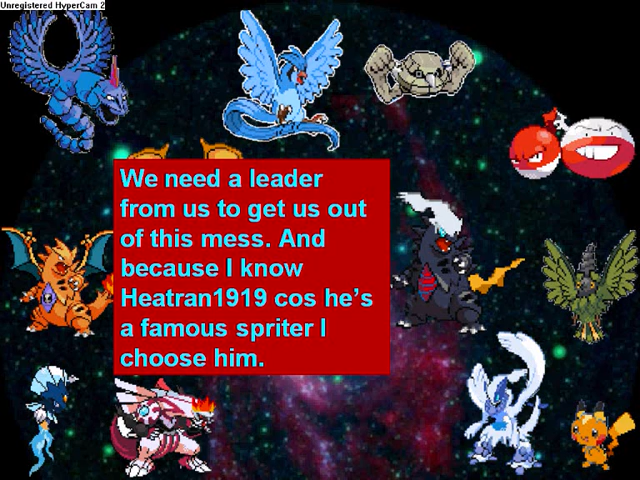 Unregistered HyperCam 2
We need a leader
from us to get us out
of this mess. And
because I know
Heatran1919 cos he's
a famous spriter I
choose him.